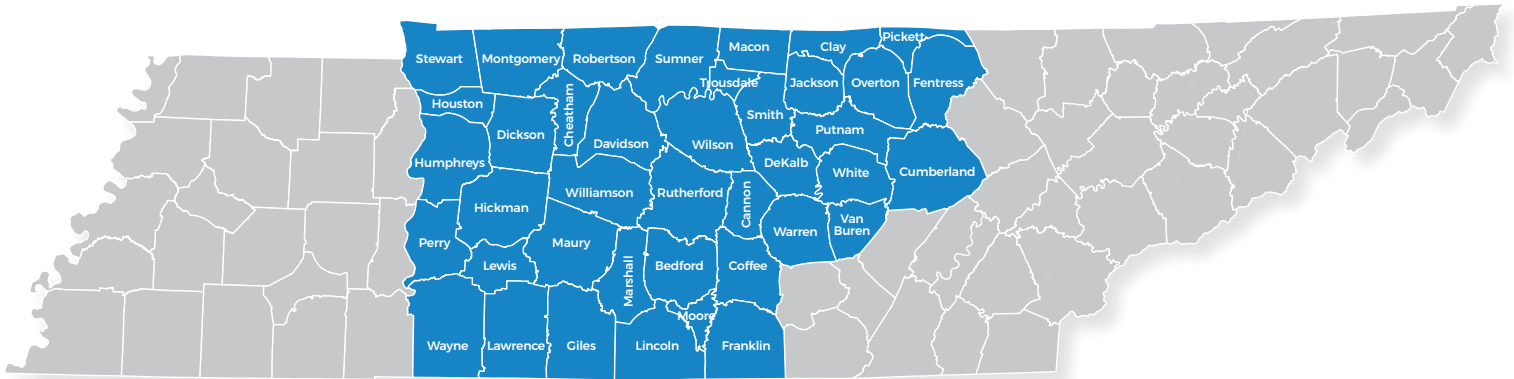 Pickett
Macon
Clay
Stewart
Montgomery
Robertson
Sumner
Trousdale
Jackson
Overton
Fentress
Houston
Cheatham
Smith
Dickson
Putnam
Davidson
Wilson
Humphreys
DeKalb
White
Cumberland
Williamson
Rutherford
Cannon
Hickman
Van
Buren
Warren
Perry
Maury
Lewis
Marshall
Bedford
Coffee
Moore
Wayne
Lawrence
Giles
Lincoln
Franklin